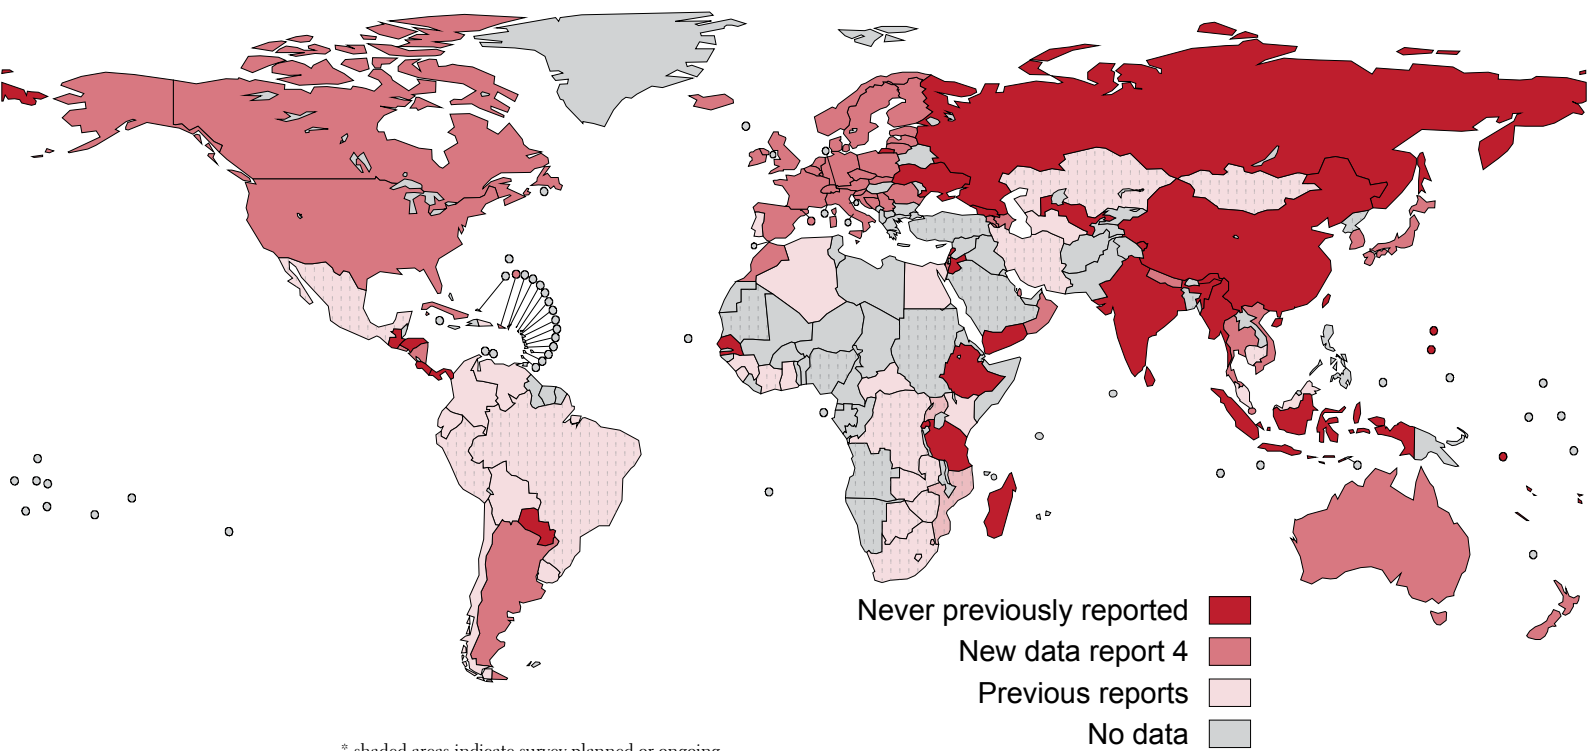 Never previously reported
New data report 4
Previous reports
No data
* shaded areas indicate survey planned or ongoing